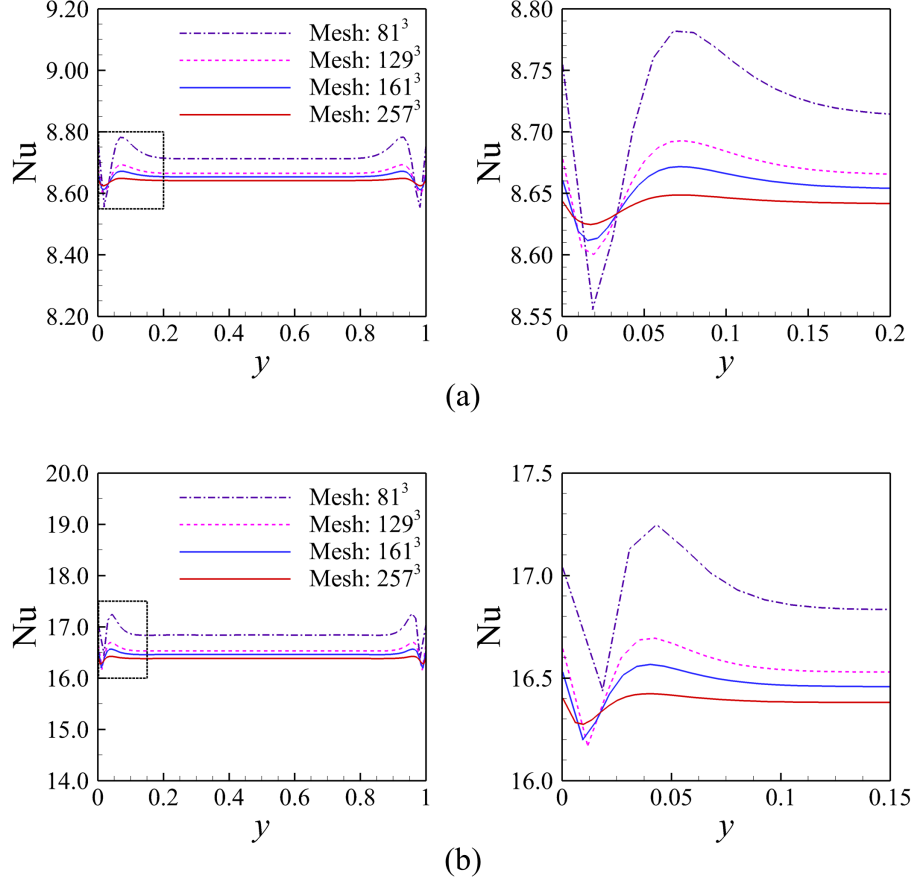 9.20
9.00
8.80
8.60
8.40
8.20
Nu
Mesh: 81³
Mesh: 129³
Mesh: 161³
Mesh: 257³
0 0.2 0.4 0.6 0.8 1
y
8.80
8.75
8.70
8.65
8.60
8.55
Nu
0 0.05 0.1 0.15 0.2
y
(a)
20.0
19.0
18.0
17.0
16.0
15.0
14.0
Nu
Mesh: 81³
Mesh: 129³
Mesh: 161³
Mesh: 257³
0 0.2 0.4 0.6 0.8 1
y
17.5
17.0
16.5
16.0
Nu
0 0.05 0.1 0.15
y
(b)